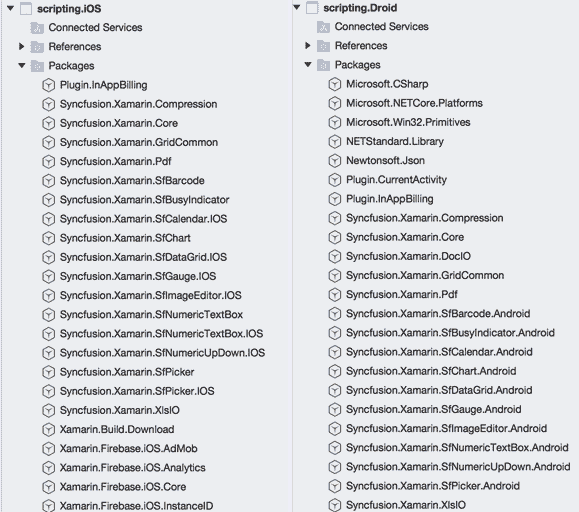 scripting.iOS
Connected Services
References
Packages
Plugin.InAppBilling
Syncfusion.Xamarin.Compression
Syncfusion.Xamarin.Core
Syncfusion.Xamarin.GridCommon
Syncfusion.Xamarin.Pdf
Syncfusion.Xamarin.SfBarcode
Syncfusion.Xamarin.SfBusyIndicator
Syncfusion.Xamarin.SfCalendar.IOS
Syncfusion.Xamarin.SfChart
Syncfusion.Xamarin.SfDataGrid.IOS
Syncfusion.Xamarin.SfGauge.IOS
Syncfusion.Xamarin.SfImageEditor.IOS
Syncfusion.Xamarin.SfNumericTextBox
Syncfusion.Xamarin.SfNumericTextBox.IOS
Syncfusion.Xamarin.SfNumericUpDown.IOS
Syncfusion.Xamarin.SfPicker
Syncfusion.Xamarin.SfPicker.IOS
Syncfusion.Xamarin.XlsIO
Xamarin.Build.Download
Xamarin.Firebase.iOS.AdMob
Xamarin.Firebase.iOS.Analytics
Xamarin.Firebase.iOS.Core
Xamarin.Firebase.iOS.InstanceID
scripting.Droid
Connected Services
References
Packages
Microsoft.CSharp
Microsoft.NETCore.Platforms
Microsoft.Win32.Primitives
NETStandard.Library
Newtonsoft.Json
Plugin.CurrentActivity
Plugin.InAppBilling
Syncfusion.Xamarin.Compression
Syncfusion.Xamarin.Core
Syncfusion.Xamarin.DocIO
Syncfusion.Xamarin.GridCommon
Syncfusion.Xamarin.Pdf
Syncfusion.Xamarin.SfBarcode.Android
Syncfusion.Xamarin.SfBusyIndicator.Android
Syncfusion.Xamarin.SfCalendar.Android
Syncfusion.Xamarin.SfChart.Android
Syncfusion.Xamarin.SfDataGrid.Android
Syncfusion.Xamarin.SfGauge.Android
Syncfusion.Xamarin.SfImageEditor.Android
Syncfusion.Xamarin.SfNumericTextBox.Android
Syncfusion.Xamarin.SfNumericUpDown.Android
Syncfusion.Xamarin.SfPicker.Android
Syncfusion.Xamarin.XlsIO